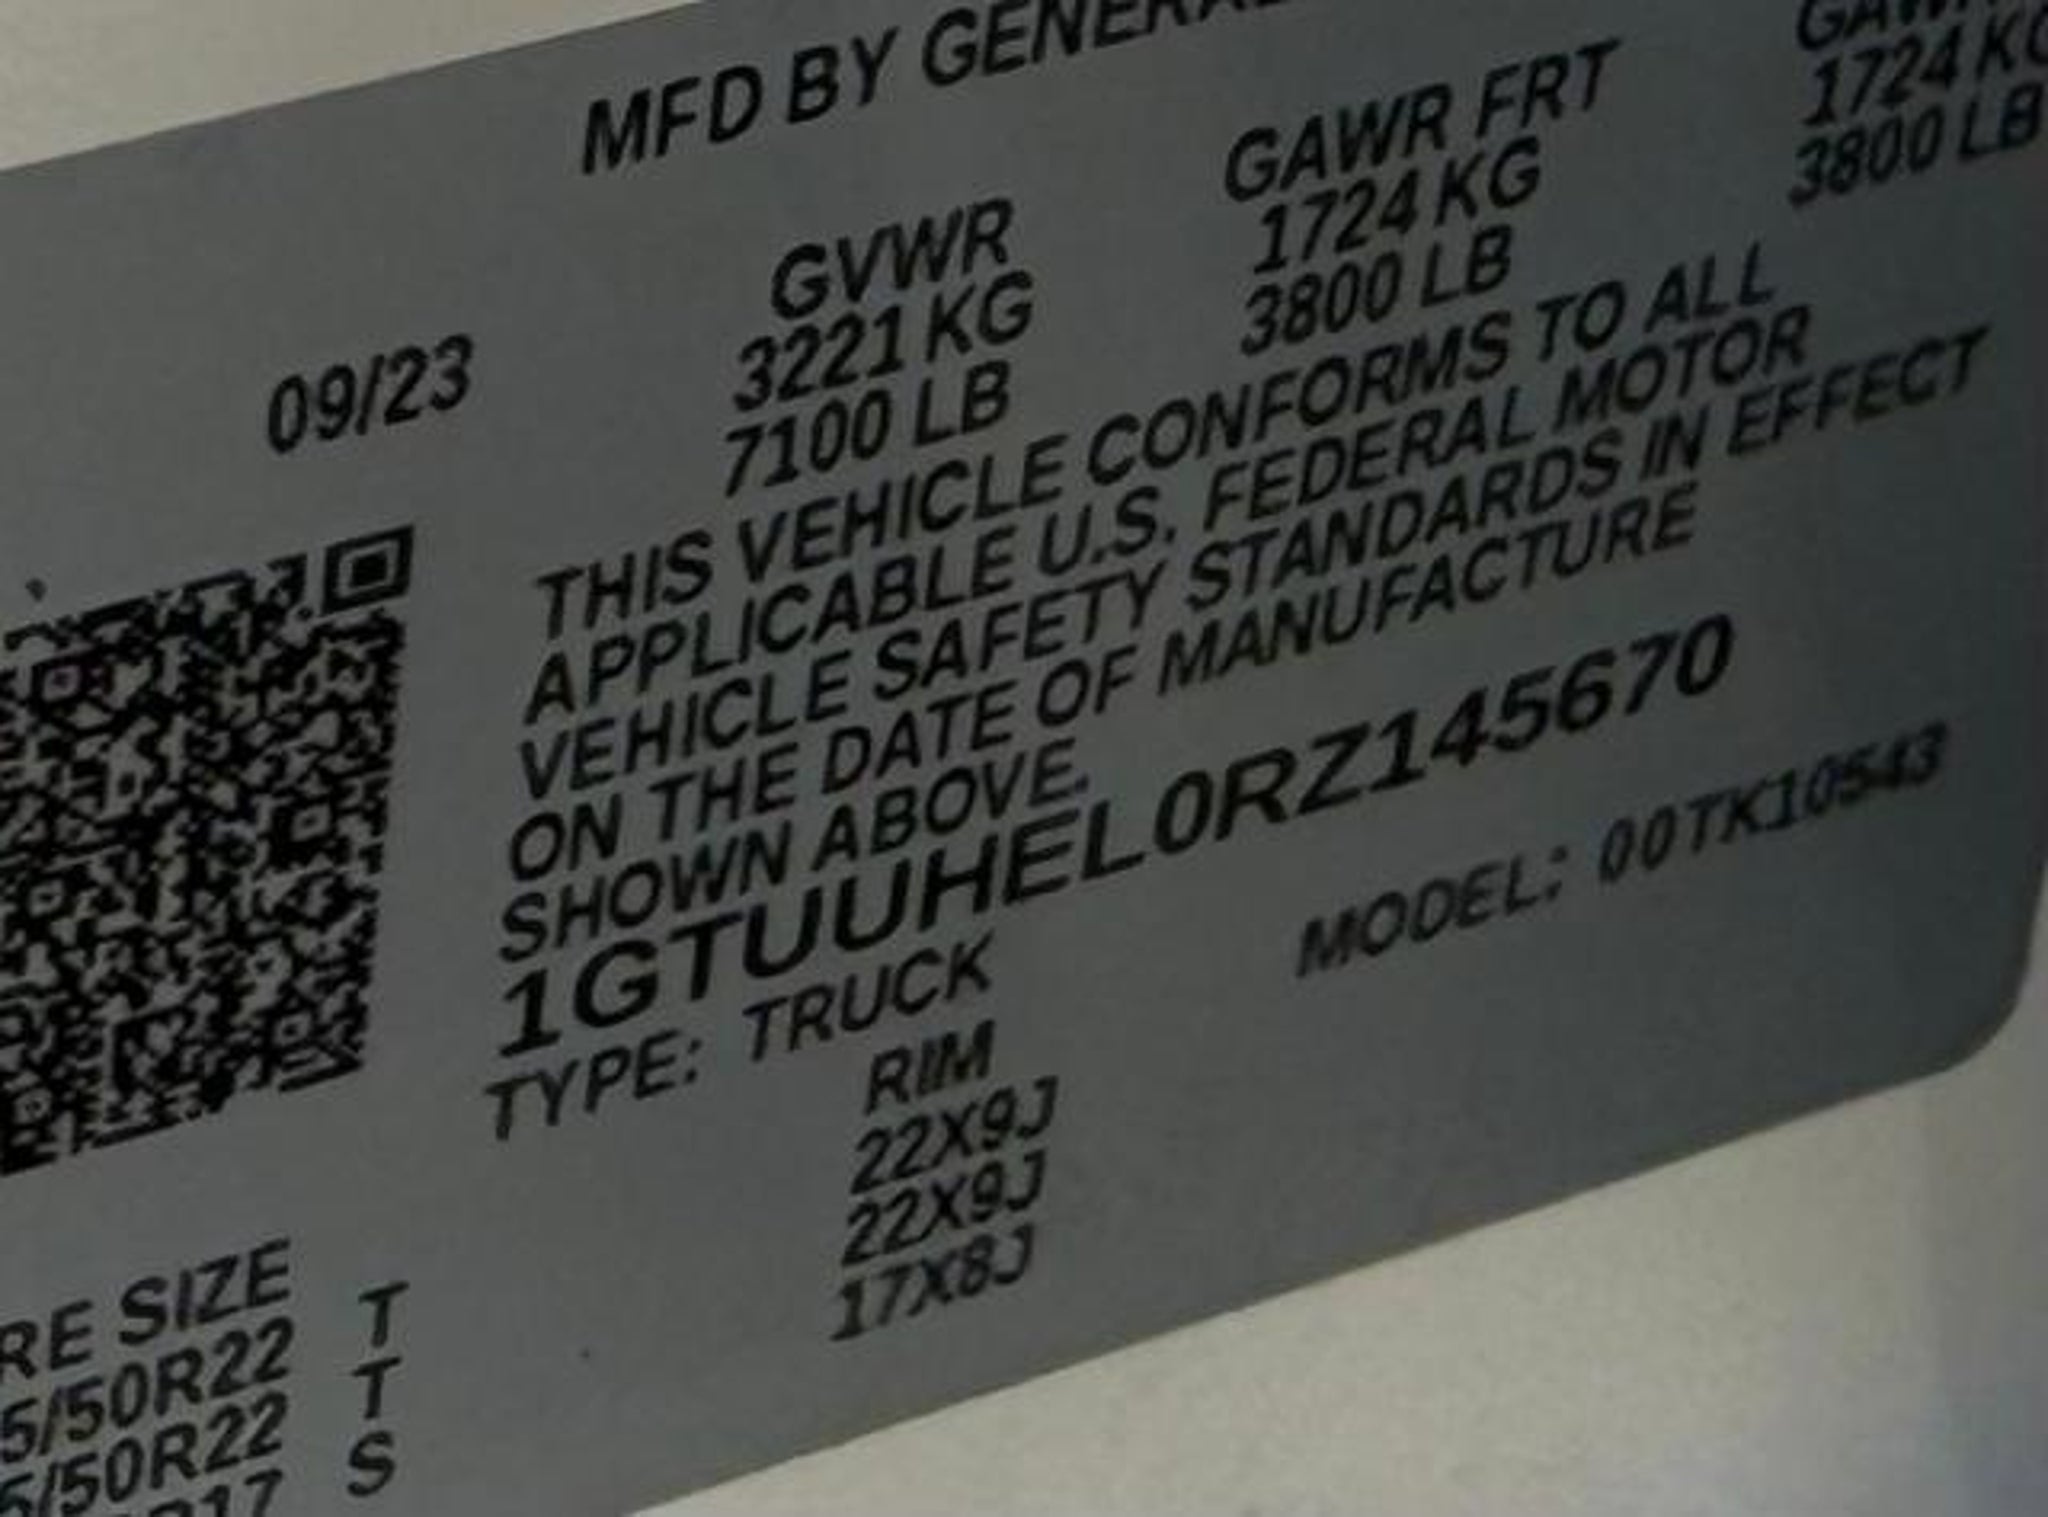 MFD BY GENERAL
GVWR GAWR FRT
09/23 3221 KG 1724 KG 1724 KG
7100 LB 3800 LB 3800 LB
THIS VEHICLE CONFORMS TO ALL
APPLICABLE U.S. FEDERAL MOTOR
VEHICLE SAFETY STANDARDS IN EFFECT
ON THE DATE OF MANUFACTURE
SHOWN ABOVE.
1GTUUHEL0RZ145670
TYPE: TRUCK MODEL: 00TK10543
RE SIZE RIM
5/50R22 T 22X9J
5/50R22 T 22X9J
R17 S 17X8J